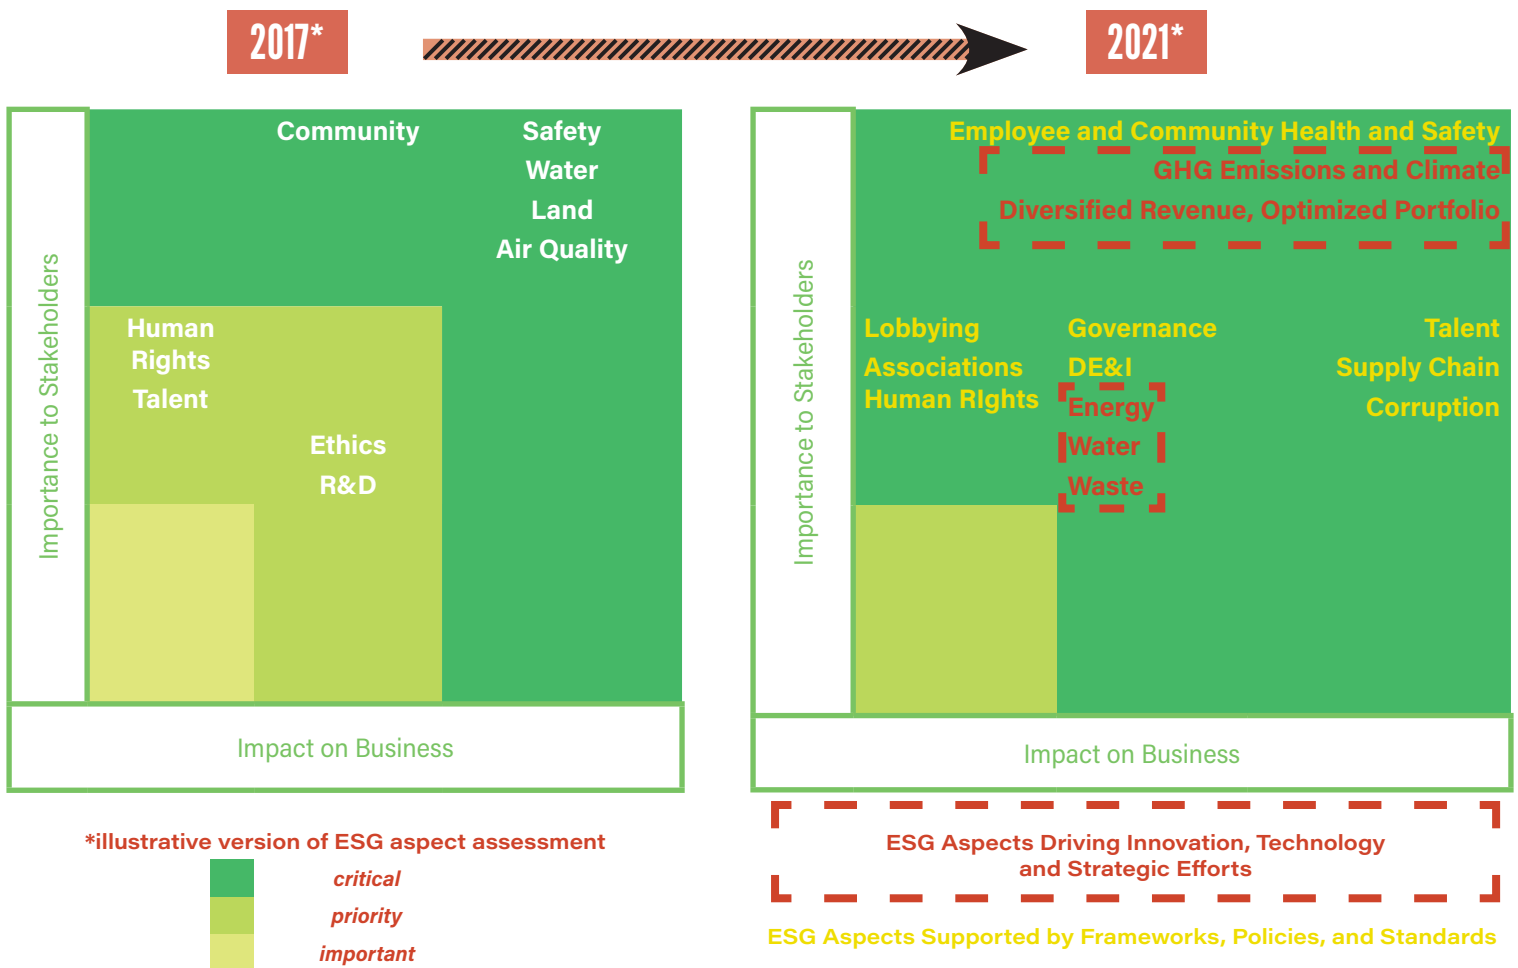 2017*
2021*
Importance to Stakeholders
Community
Safety
Water
Land
Air Quality
Human
Rights
Talent
Ethics
R&D
Impact on Business
Importance to Stakeholders
Employee and Community Health and Safety
GHG Emissions and Climate
Diversified Revenue, Optimized Portfolio
Lobbying
Associations
Human RIghts
Governance
DE&I
Energy
Water
Waste
Talent
Supply Chain
Corruption
Impact on Business
*illustrative version of ESG aspect assessment
critical
priority
important
ESG Aspects Driving Innovation, Technology
and Strategic Efforts
ESG Aspects Supported by Frameworks, Policies, and Standards